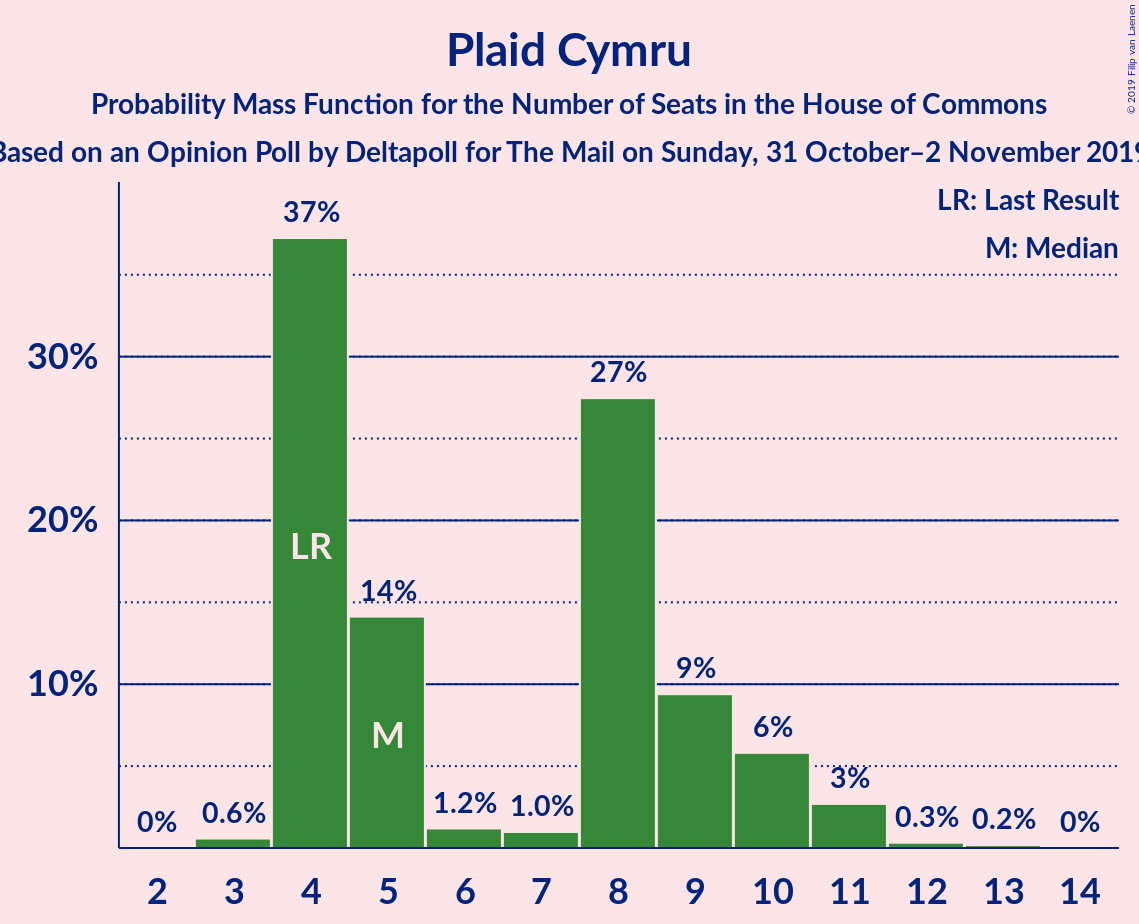 Plaid Cymru
Probability Mass Function for the Number of Seats in the House of Commons
Based on an Opinion Poll by Deltapoll for The Mail on Sunday, 31 October–2 November 2019
© 2019 Filip van Laenen
LR: Last Result
M: Median
37%
30%
27%
20%
LR
14%
10%
9%
M
6%
3%
0%
0.6%
1.2%
1.0%
0.3%
0.2%
0%
2 3 4 5 6 7 8 9 10 11 12 13 14